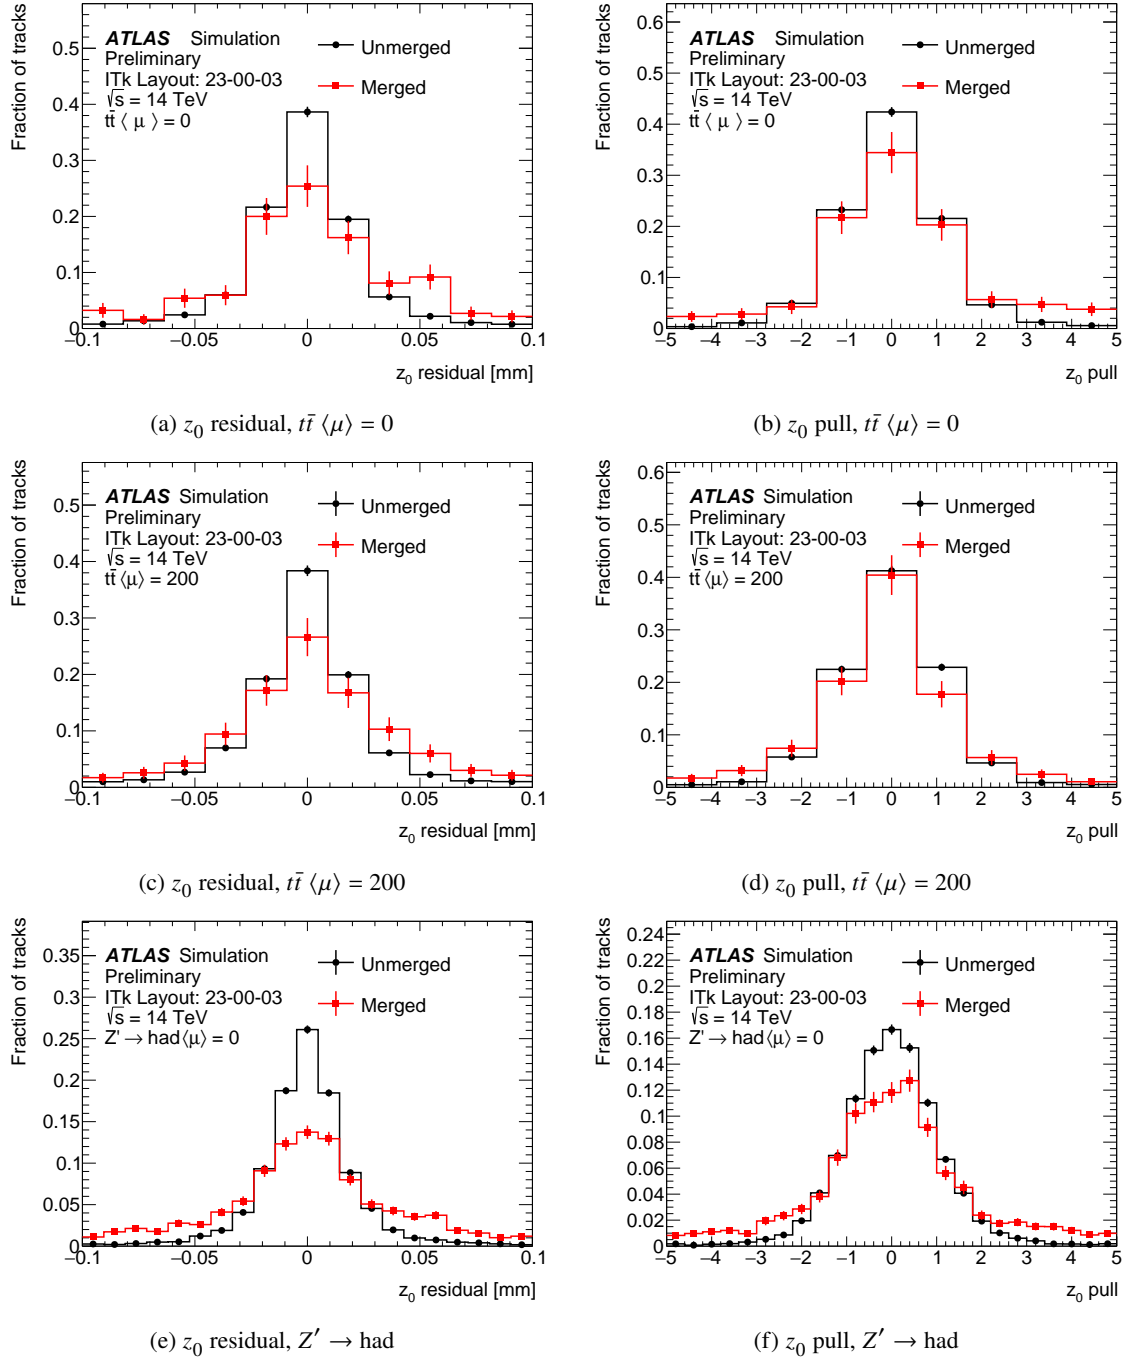 Fraction of tracks
0.5
0.4
0.3
0.2
0.1
0
−0.1 −0.05 0 0.05 0.1
z0 residual [mm]
ATLAS Simulation
Preliminary
ITk Layout: 23-00-03
√s = 14 TeV
tt̄ ⟨ μ ⟩ = 0
Unmerged
Merged
(a) z0 residual, tt̄ ⟨μ⟩ = 0
Fraction of tracks
0.6
0.5
0.4
0.3
0.2
0.1
0
−5 −4 −3 −2 −1 0 1 2 3 4 5
z0 pull
ATLAS Simulation
Preliminary
ITk Layout: 23-00-03
√s = 14 TeV
tt̄ ⟨ μ ⟩ = 0
Unmerged
Merged
(b) z0 pull, tt̄ ⟨μ⟩ = 0
Fraction of tracks
0.5
0.4
0.3
0.2
0.1
0
−0.1 −0.05 0 0.05 0.1
z0 residual [mm]
ATLAS Simulation
Preliminary
ITk Layout: 23-00-03
√s = 14 TeV
tt̄ ⟨μ⟩ = 200
Unmerged
Merged
(c) z0 residual, tt̄ ⟨μ⟩ = 200
Fraction of tracks
0.6
0.5
0.4
0.3
0.2
0.1
0
−5 −4 −3 −2 −1 0 1 2 3 4 5
z0 pull
ATLAS Simulation
Preliminary
ITk Layout: 23-00-03
√s = 14 TeV
tt̄ ⟨μ⟩ = 200
Unmerged
Merged
(d) z0 pull, tt̄ ⟨μ⟩ = 200
Fraction of tracks
0.35
0.3
0.25
0.2
0.15
0.1
0.05
0
−0.1 −0.05 0 0.05 0.1
z0 residual [mm]
ATLAS Simulation
Preliminary
ITk Layout: 23-00-03
√s = 14 TeV
Z' → had⟨μ⟩ = 0
Unmerged
Merged
(e) z0 residual, Z′ → had
Fraction of tracks
0.24
0.22
0.2
0.18
0.16
0.14
0.12
0.1
0.08
0.06
0.04
0.02
0
−5 −4 −3 −2 −1 0 1 2 3 4 5
z0 pull
ATLAS Simulation
Preliminary
ITk Layout: 23-00-03
√s = 14 TeV
Z' → had⟨μ⟩ = 0
Unmerged
Merged
(f) z0 pull, Z′ → had